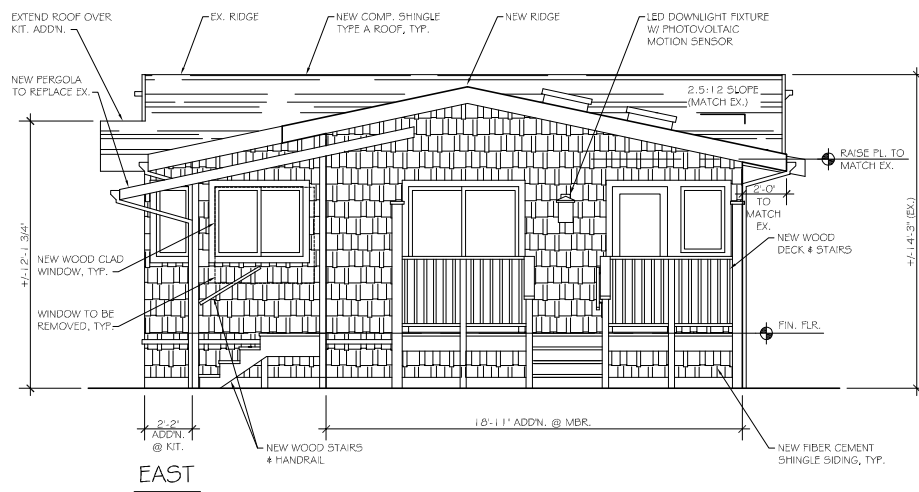 EXTEND ROOF OVER
KIT. ADD'N.
EX. RIDGE
NEW COMP. SHINGLE
TYPE A ROOF, TYP.
NEW RIDGE
LED DOWNLIGHT FIXTURE
W/ PHOTOVOLTAIC
MOTION SENSOR
NEW PERGOLA
TO REPLACE EX.
2.5:12 SLOPE
(MATCH EX.)
RAISE PL. TO
MATCH EX.
2'-0"
TO
MATCH
EX.
+/-12'-1 3/4"
+/-14'-3" (EX.)
NEW WOOD
DECK & STAIRS
NEW WOOD CLAD
WINDOW, TYP.
WINDOW TO BE
REMOVED, TYP.
FIN. FLR.
2'-2"
ADD'N.
@ KIT.
18'-11" ADD'N. @ MBR.
NEW WOOD STAIRS
& HANDRAIL
NEW FIBER CEMENT
SHINGLE SIDING, TYP.
EAST